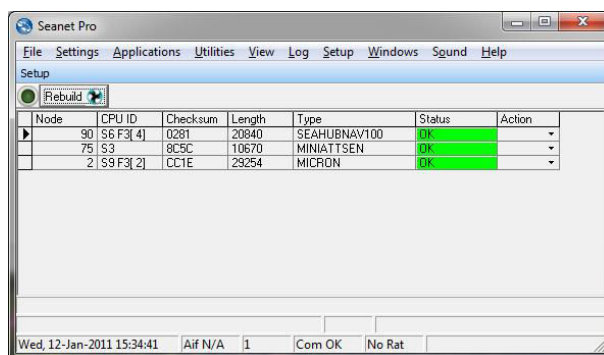 Seanet Pro
File Settings Applications Utilities View Log Setup Windows Sound Help
Setup
Rebuild
Node CPU ID Checksum Length Type Status Action
90 S6 F3[ 4] 0281 20840 SEAHUBNAV100 OK
75 S3 8C5C 10670 MINIATTSEN OK
2 S9 F3[ 2] CC1E 29254 MICRON OK
Wed, 12-Jan-2011 15:34:41 Aif N/A 1 Com OK No Rat